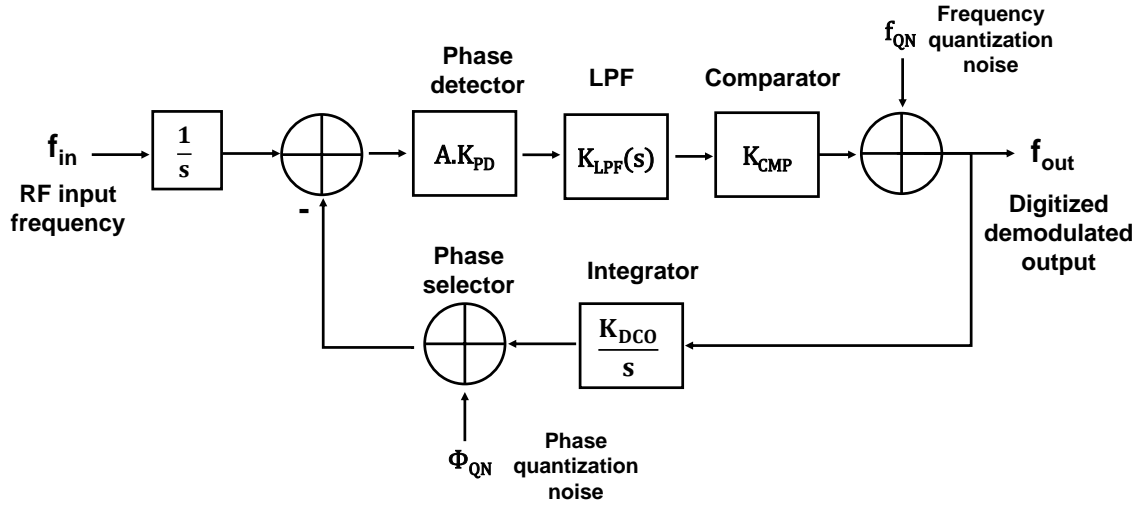 Phase
detector
LPF
Comparator
Frequency
quantization
noise
f_QN
f_in
RF input
frequency
1
s
A.K_PD
K_LPF(s)
K_CMP
f_out
Digitized
demodulated
output
-
Phase
selector
Integrator
K_DCO
s
Φ_QN
Phase
quantization
noise